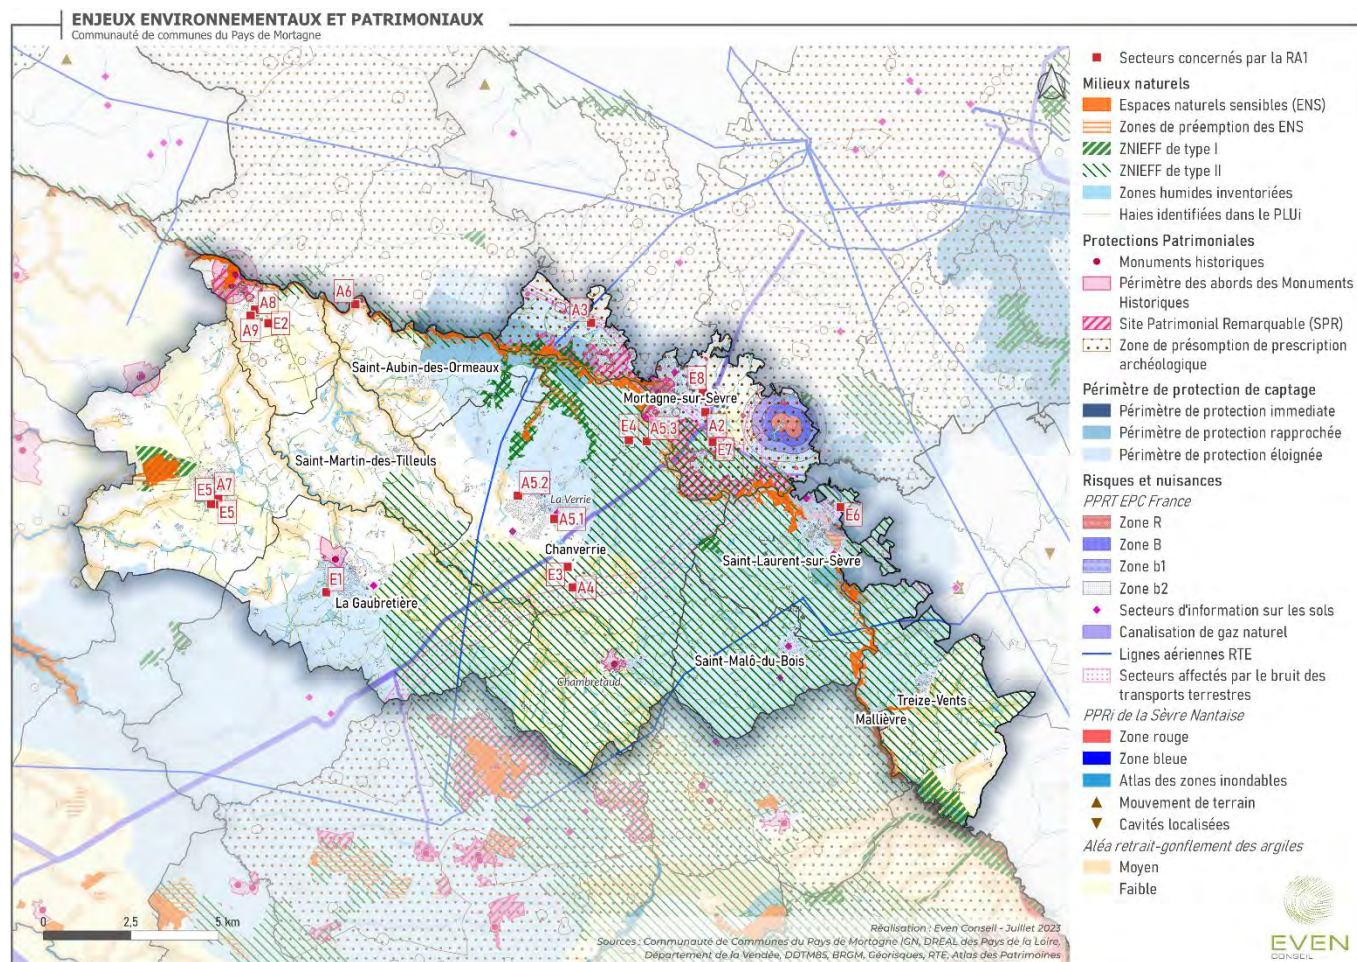 ENJEUX ENVIRONNEMENTAUX ET PATRIMONIAUX
Communauté de communes du Pays de Mortagne
Secteurs concernés par la RA1
Milieux naturels
Espaces naturels sensibles (ENS)
Zones de préemption des ENS
ZNIEFF de type I
ZNIEFF de type II
Zones humides inventoriées
Haies identifiées dans le PLUi
Protections Patrimoniales
Monuments historiques
Périmètre des abords des Monuments
Historiques
Site Patrimonial Remarquable (SPR)
Zone de présomption de prescription
archéologique
Périmètre de protection de captage
Périmètre de protection immediate
Périmètre de protection rapprochée
Périmètre de protection éloignée
Risques et nuisances
PPRT EPC France
Zone R
Zone B
Zone b1
Zone b2
Secteurs d'information sur les sols
Canalisation de gaz naturel
Lignes aériennes RTE
Secteurs affectés par le bruit des
transports terrestres
PPRi de la Sèvre Nantaise
Zone rouge
Zone bleue
Atlas des zones inondables
Mouvement de terrain
Cavités localisées
Aléa retrait-gonflement des argiles
Moyen
Faible
A8
A9
E2
A6
A3
Saint-Aubin-des-Ormeaux
E8
Mortagne-sur-Sèvre
E4
A5.3
A2
E7
Saint-Martin-des-Tilleuls
E5
A7
E5
A5.2
La Verrie
A5.1
É6
Chanverrie
Saint-Laurent-sur-Sèvre
E3
A4
E1
La Gaubretière
Saint-Malô-du-Bois
Chambretaud
Treize-Vents
Mallièvre
0
2,5
5 km
Réalisation : Even Conseil - Juillet 2023
Sources : Communauté de Communes du Pays de Mortagne IGN, DREAL des Pays de la Loire,
Département de la Vendée, DDTM85, BRGM, Géorisques, RTE, Atlas des Patrimoines
EVEN
CONSEIL